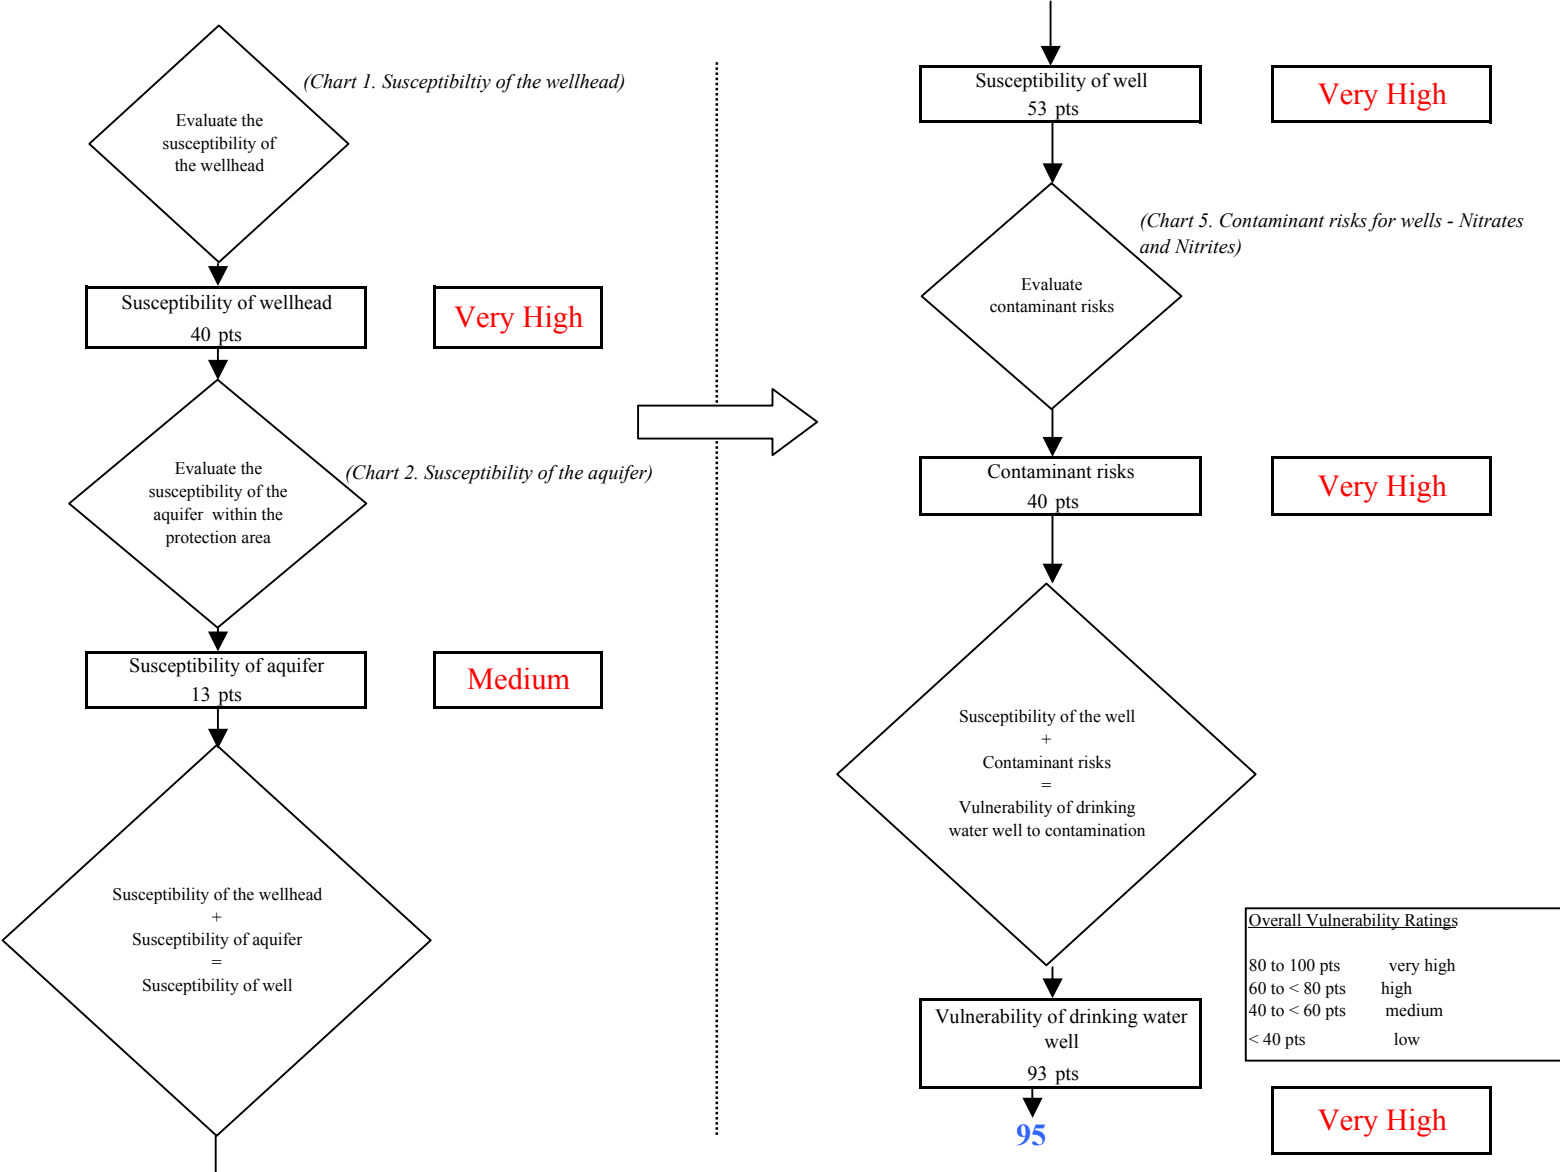 (Chart 1. Susceptibiltiy of the wellhead)
Evaluate the
susceptibility of
the wellhead
Susceptibility of wellhead
40 pts
Very High
Evaluate the
susceptibility of the
aquifer within the
protection area
(Chart 2. Susceptibility of the aquifer)
Susceptibility of aquifer
13 pts
Medium
Susceptibility of the wellhead
+
Susceptibility of aquifer
=
Susceptibility of well
Susceptibility of well
53 pts
Very High
(Chart 5. Contaminant risks for wells - Nitrates
and Nitrites)
Evaluate
contaminant risks
Contaminant risks
40 pts
Very High
Susceptibility of the well
+
Contaminant risks
=
Vulnerability of drinking
water well to contamination
Overall Vulnerability Ratings
80 to 100 pts very high
60 to < 80 pts high
40 to < 60 pts medium
< 40 pts low
Vulnerability of drinking water
well
93 pts
95
Very High